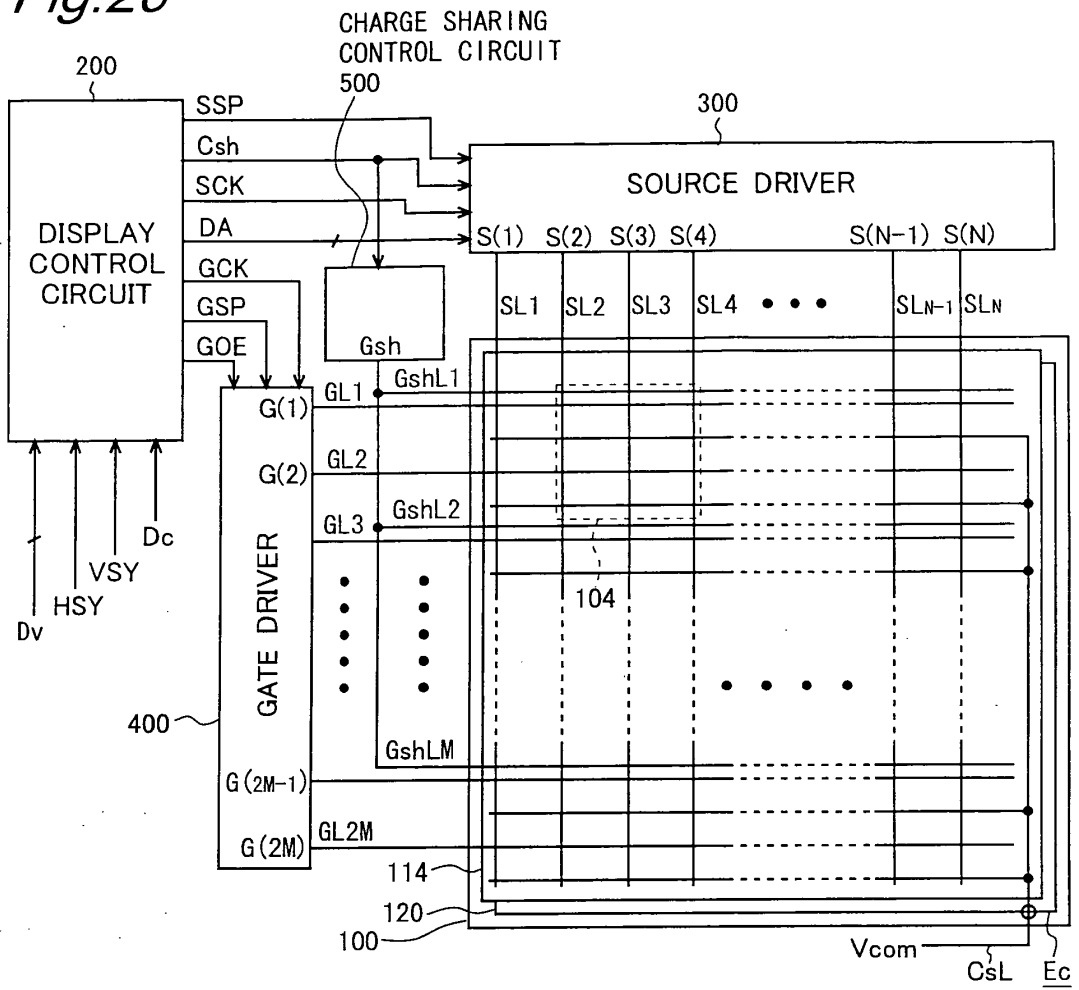 Fig.20
CHARGE SHARING
CONTROL CIRCUIT
500
200
300
SSP
Csh
SCK
DA
GCK
GSP
GOE
DISPLAY
CONTROL
CIRCUIT
SOURCE DRIVER
S(1) S(2) S(3) S(4) S(N-1) S(N)
SL1 SL2 SL3 SL4 SLN-1 SLN
Gsh
GshL1
GL1
G(1)
GL2
G(2)
GshL2
GL3
104
Dc
VSY
HSY
Dv
GATE DRIVER
400
GshLM
G(2M-1)
GL2M
G(2M)
114
120
100
Vcom
CsL
Ec